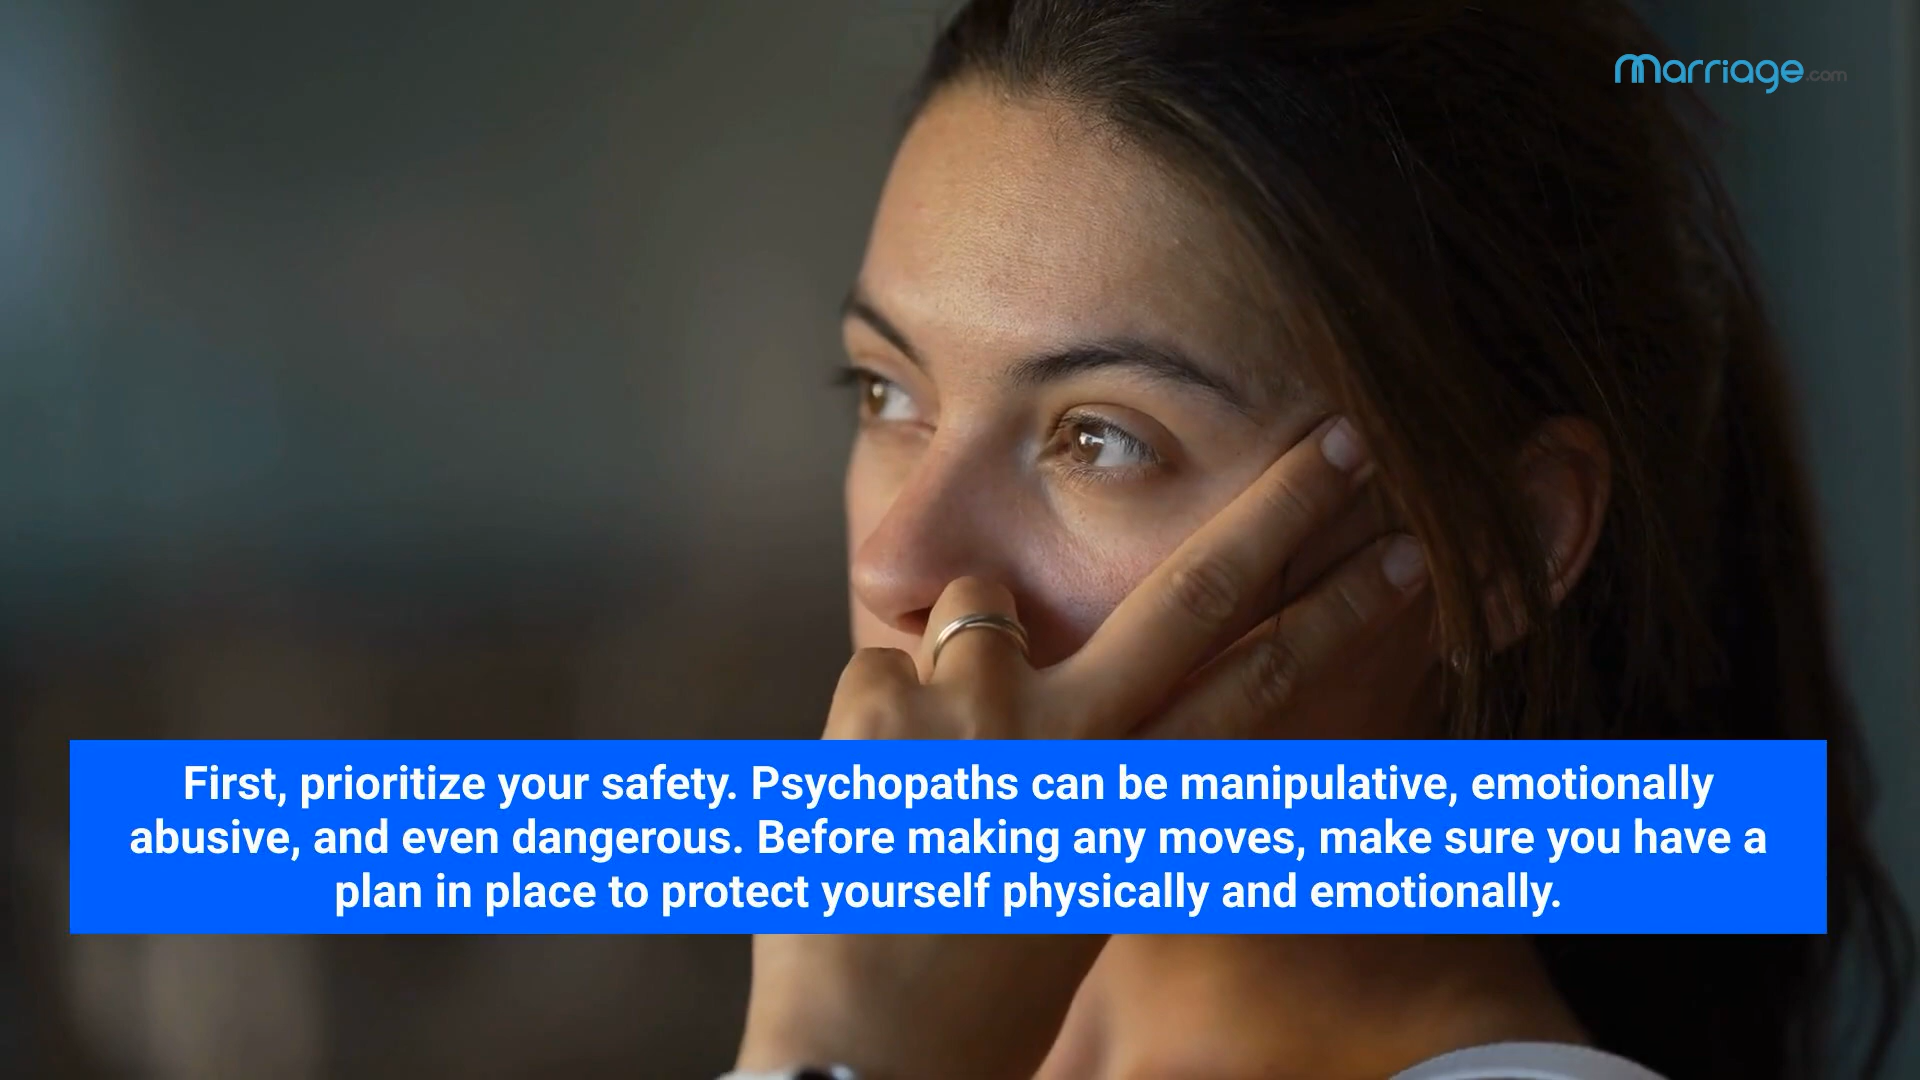 Marriage.com
First, prioritize your safety. Psychopaths can be manipulative, emotionally
abusive, and even dangerous. Before making any moves, make sure you have a
plan in place to protect yourself physically and emotionally.